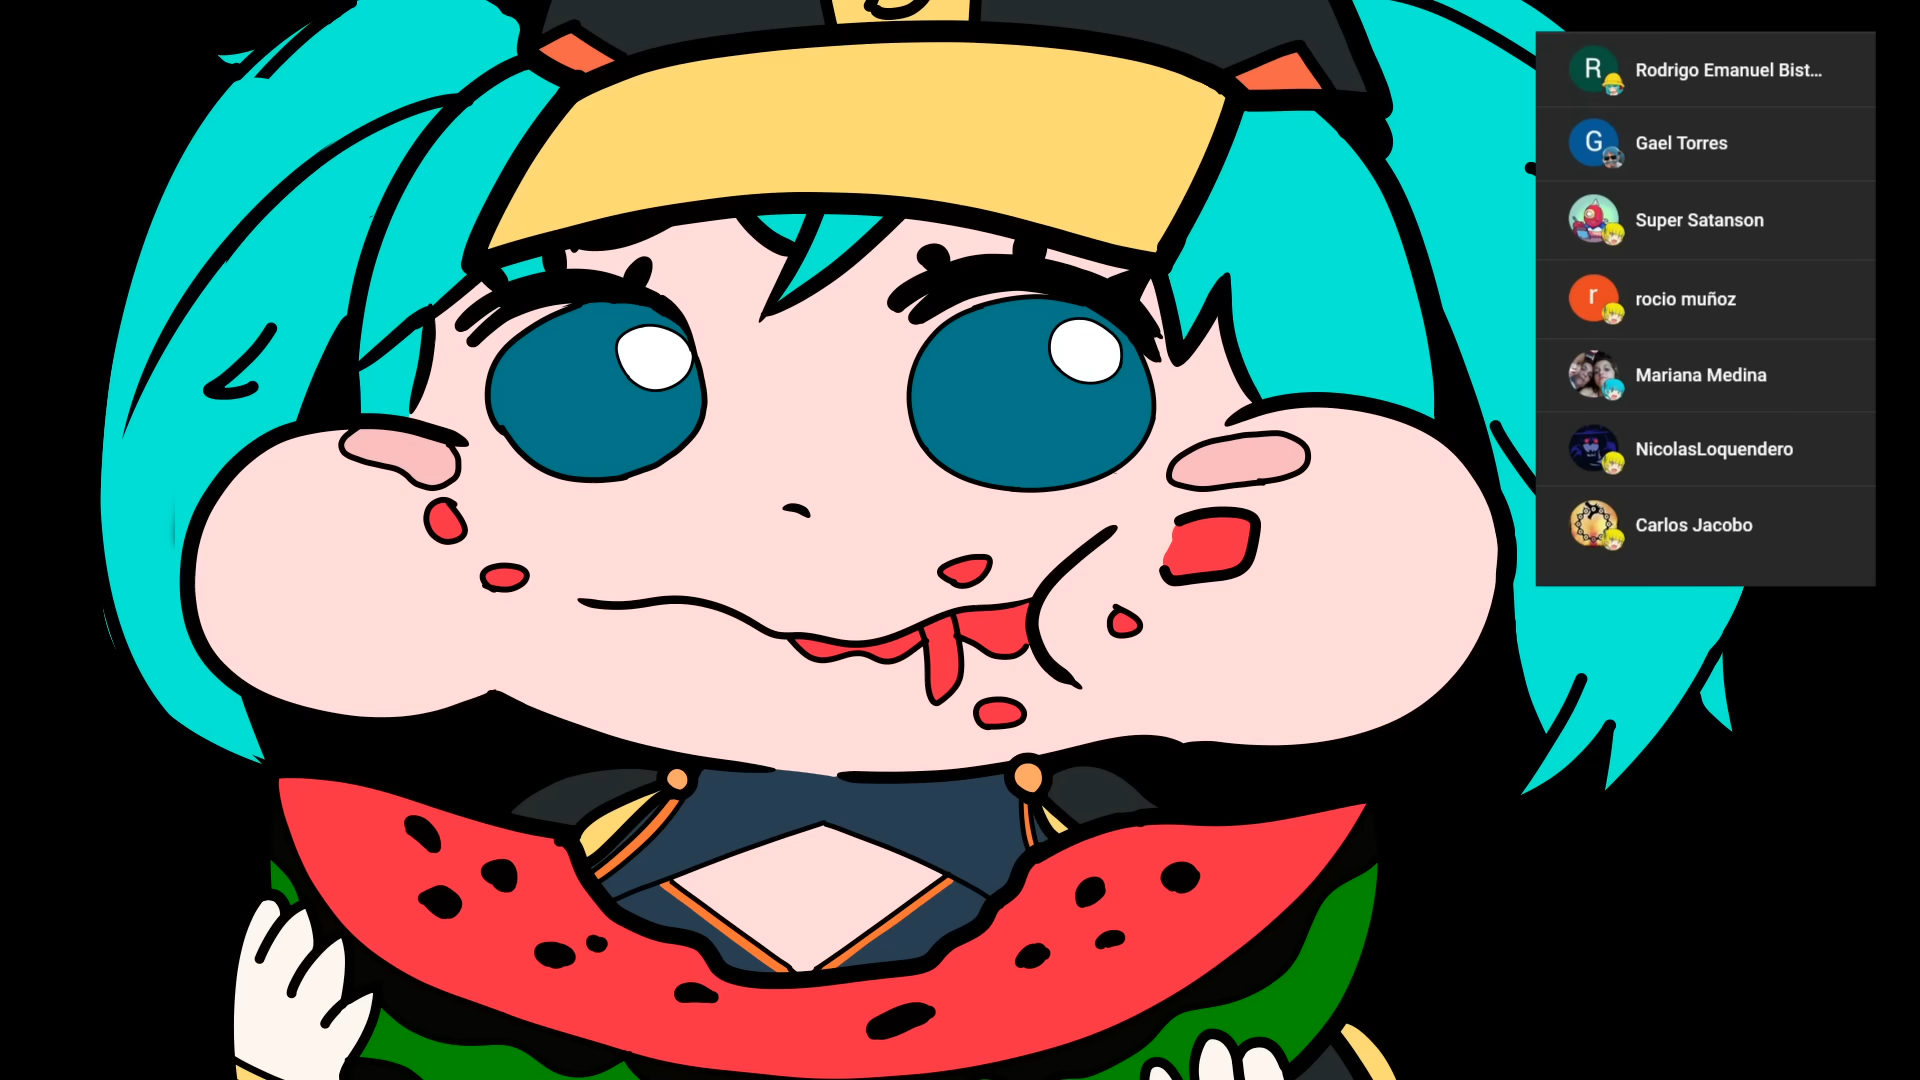 R Rodrigo Emanuel Bist...
G Gael Torres
Super Satanson
r rocio muñoz
Mariana Medina
NicolasLoquendero
Carlos Jacobo